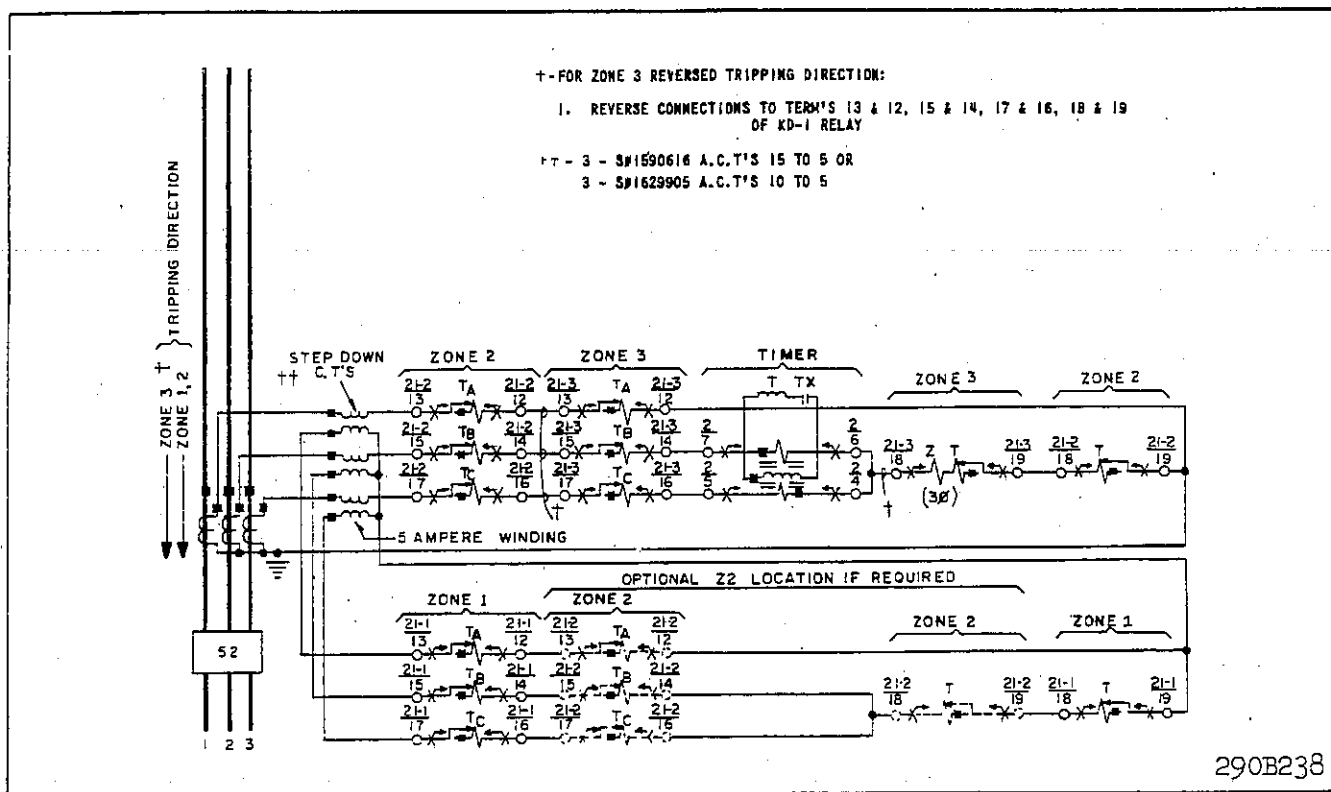 †-FOR ZONE 3 REVERSED TRIPPING DIRECTION:
1. REVERSE CONNECTIONS TO TERM'S 13 & 12, 15 & 14, 17 & 16, 18 & 19
OF KD-1 RELAY
†† - 3 - S#1590616 A.C.T'S 15 TO 5 OR
3 - S#1629905 A.C.T'S 10 TO 5
ZONE 3 †
ZONE 1,2
TRIPPING DIRECTION
STEP DOWN
†† C.T'S
ZONE 2
ZONE 3
TIMER
T TX
ZONE 3
ZONE 2
21-2 TA 21-2 21-3 TA 21-3
13 12 13 12
21-2 TB 21-2 21-3 TB 21-3 2 2
15 14 15 14 7 6
21-3 Z T 21-3 21-2 T 21-2
18 19 18 19
(3Ø)
21-2 TC 21-2 21-3 TC 21-3 2 2
17 16 17 16 5 4
† †
5 AMPERE WINDING
OPTIONAL Z2 LOCATION IF REQUIRED
ZONE 1
ZONE 2
ZONE 2
ZONE 1
21-1 TA 21-1 21-2 TA 21-2
13 12 13 12
21-1 TB 21-1 21-2 TB 21-2
15 14 15 14
21-2 T 21-2 21-1 T 21-1
18 19 18 19
21-1 TC 21-1 21-2 TC 21-2
17 16 17 16
52
1 2 3
290B238